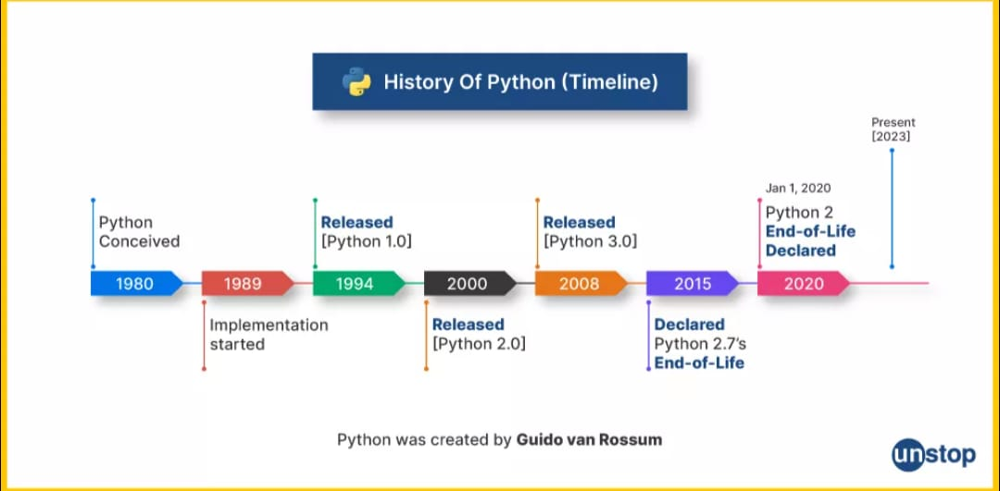 History Of Python (Timeline)
Present
[2023]
Jan 1, 2020
Python
Conceived
Released
[Python 1.0]
Released
[Python 3.0]
Python 2
End-of-Life
Declared
1980
1989
1994
2000
2008
2015
2020
Implementation
started
Released
[Python 2.0]
Declared
Python 2.7's
End-of-Life
Python was created by Guido van Rossum
unstop